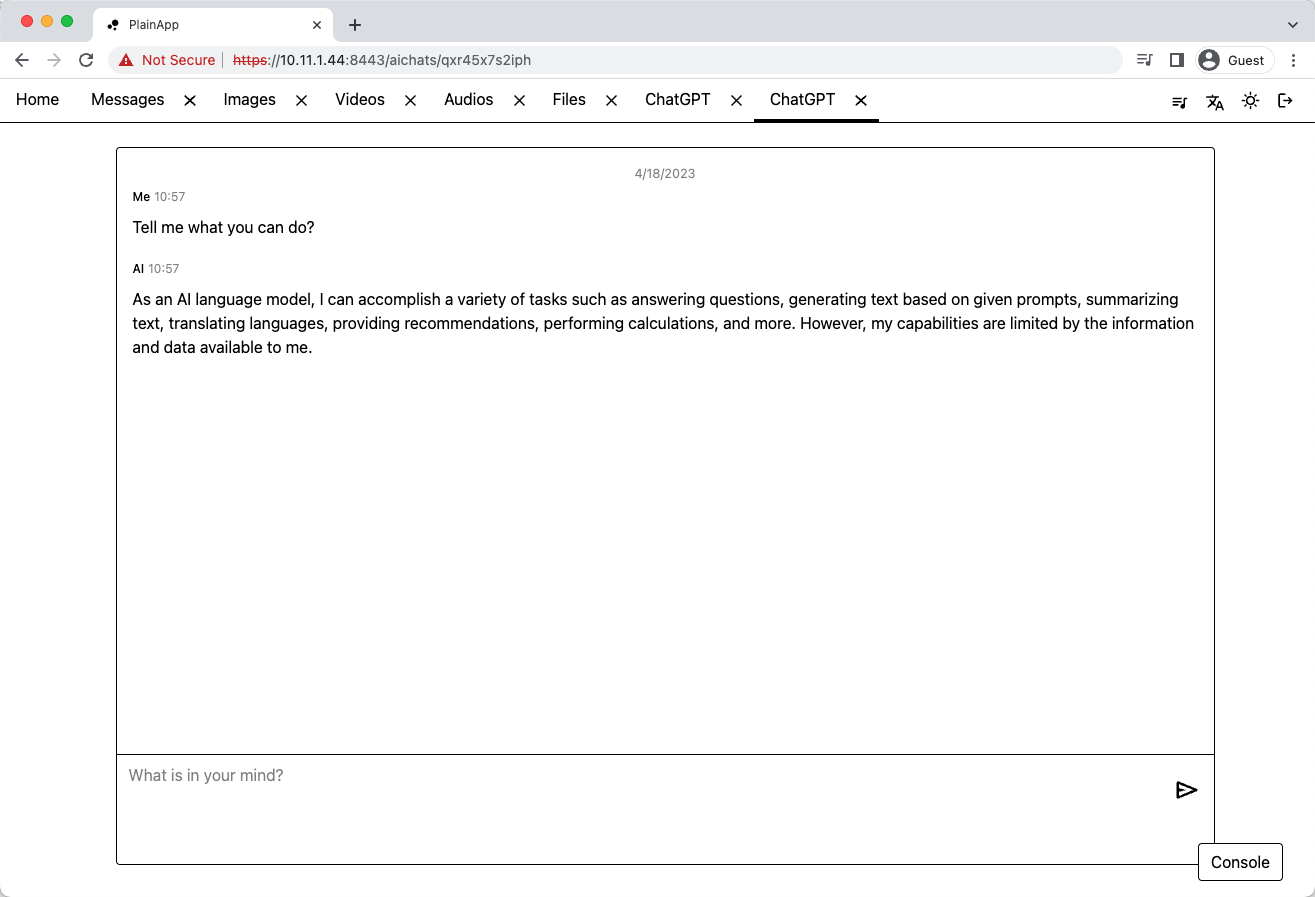 PlainApp
Not Secure https://10.11.1.44:8443/aichats/qxr45x7s2iph Guest
Home Messages Images Videos Audios Files ChatGPT ChatGPT
4/18/2023
Me 10:57
Tell me what you can do?
AI 10:57
As an AI language model, I can accomplish a variety of tasks such as answering questions, generating text based on given prompts, summarizing
text, translating languages, providing recommendations, performing calculations, and more. However, my capabilities are limited by the information
and data available to me.
What is in your mind?
Console